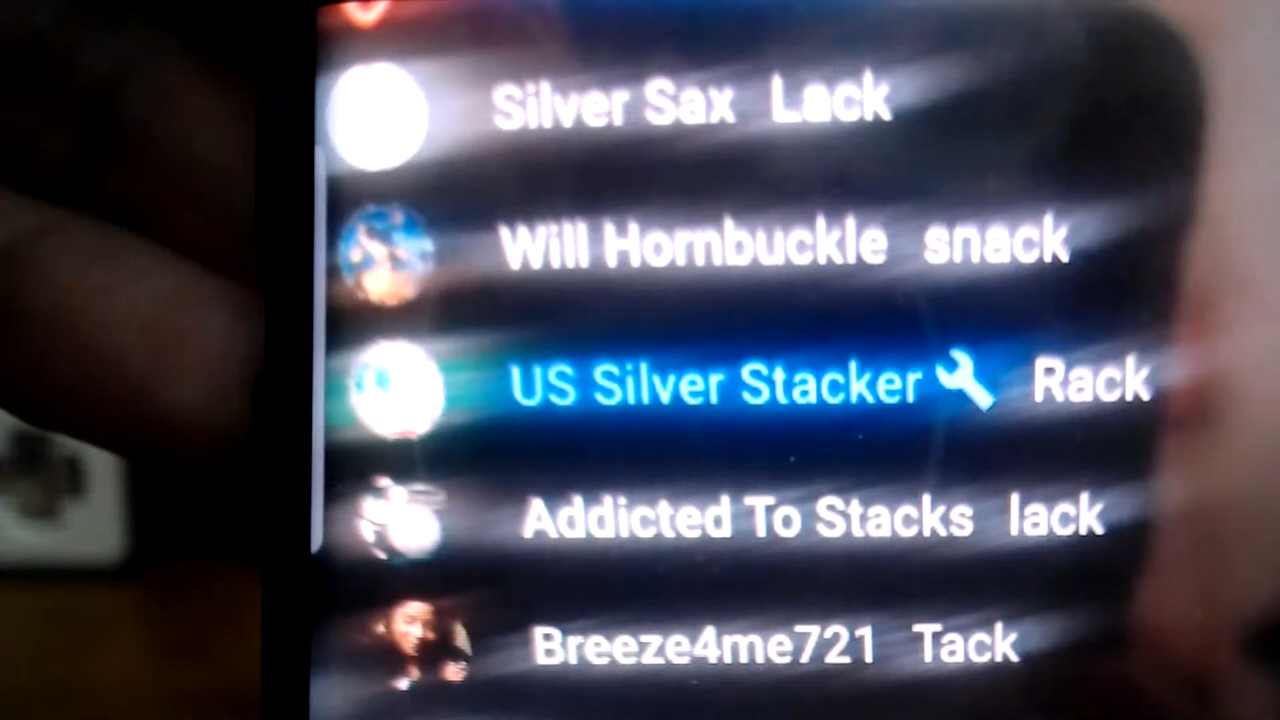 Silver Sax Lack
Will Hornbuckle snack
US Silver Stacker Rack
Addicted To Stacks lack
Breeze4me721 Tack